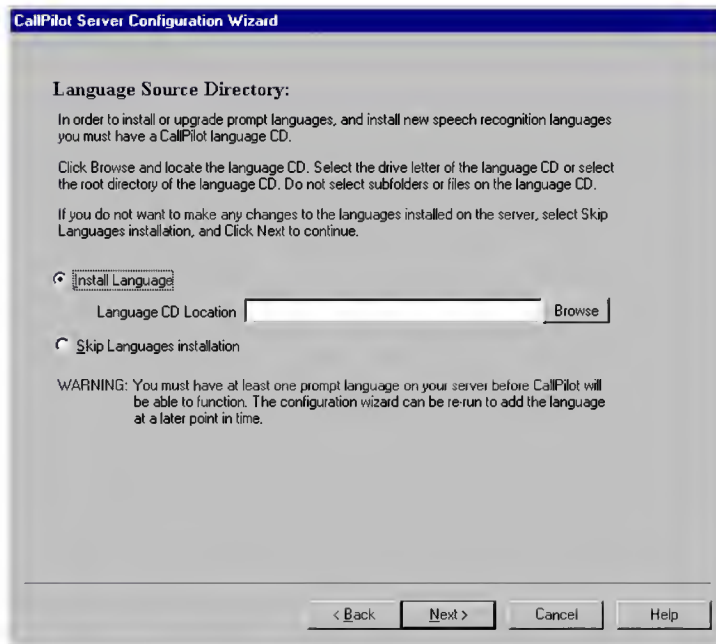 CallPilot Server Configuration Wizard
Language Source Directory:
In order to install or upgrade prompt languages, and install new speech recognition languages
you must have a CallPilot language CD.
Click Browse and locate the language CD. Select the drive letter of the language CD or select
the root directory of the language CD. Do not select subfolders or files on the language CD.
If you do not want to make any changes to the languages installed on the server, select Skip
Languages installation, and Click Next to continue.
Install Language
Language CD Location Browse
Skip Languages installation
WARNING: You must have at least one prompt language on your server before CallPilot will
be able to function. The configuration wizard can be re-run to add the language
at a later point in time.
< Back Next > Cancel Help